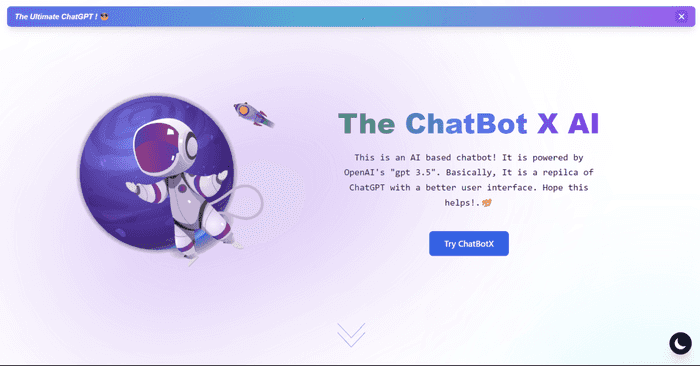 The Ultimate ChatGPT !
The ChatBot X AI
This is an AI based chatbot! It is powered by
OpenAI's "gpt 3.5". Basically, It is a repilca of
ChatGPT with a better user interface. Hope this
helps!.
Try ChatBotX